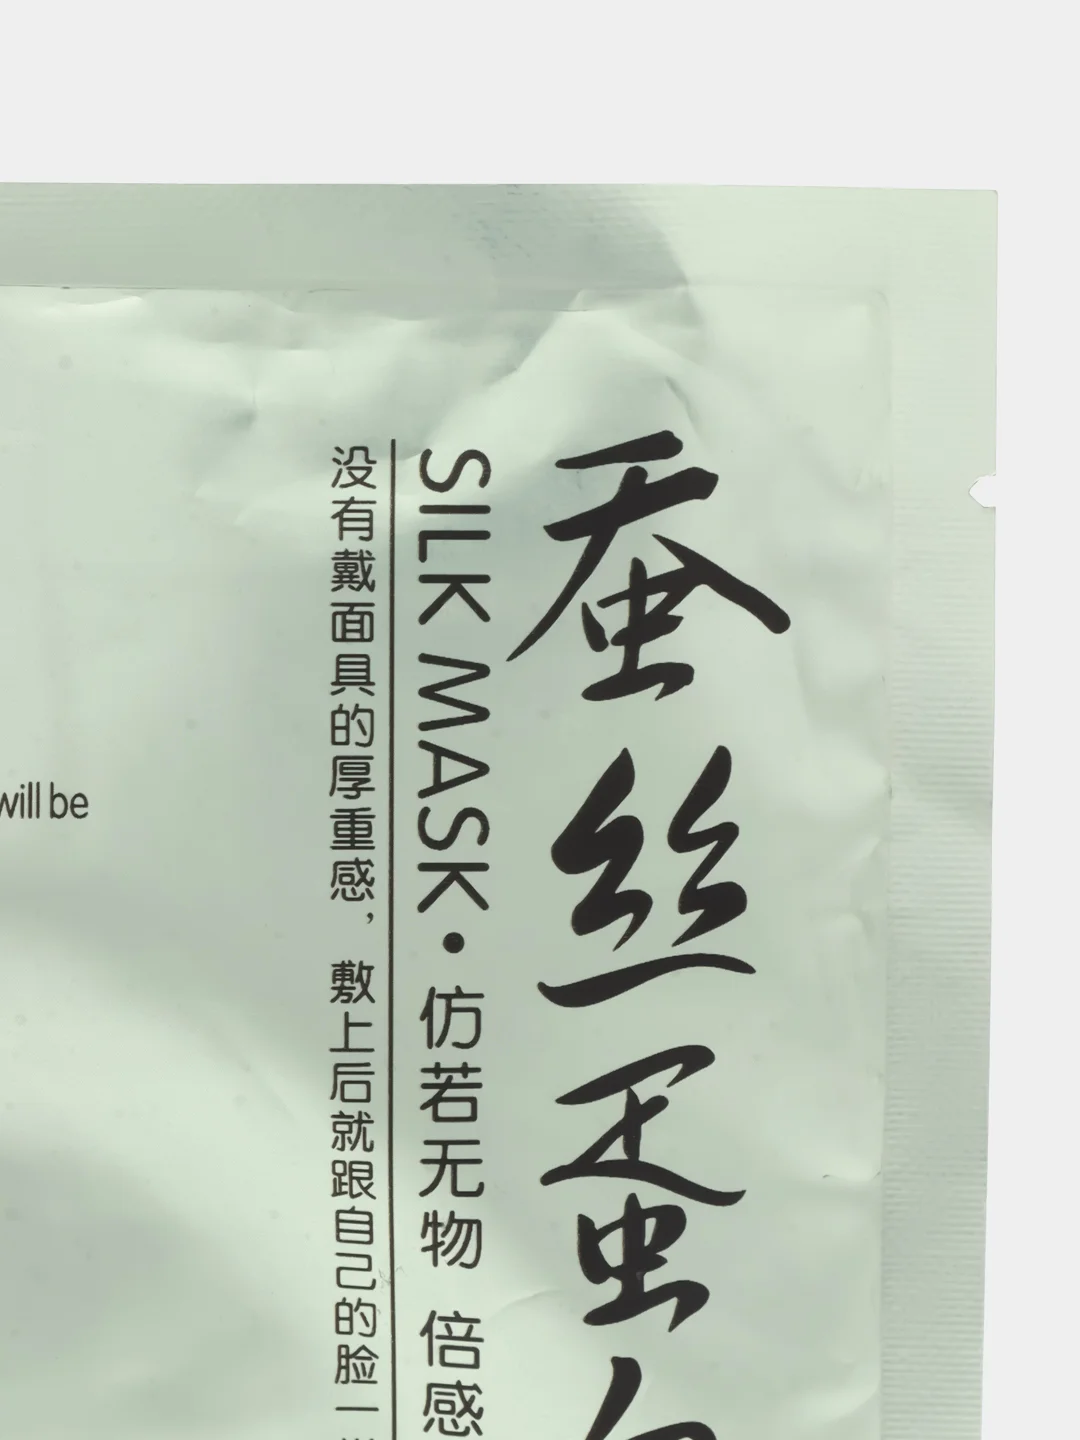 蚕丝蛋
SILK MASK·仿若无物 倍感
没有戴面具的厚重感，敷上后就跟自己的脸一
will be